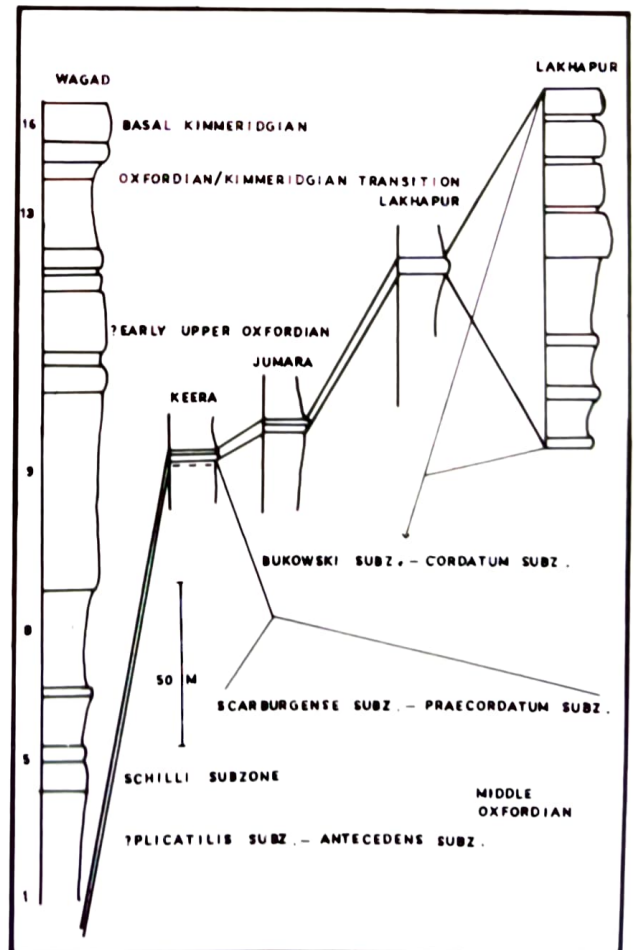 WAGAD
LAKHAPUR
16
BASAL KIMMERIDGIAN
OXFORDIAN/KIMMERIDGIAN TRANSITION
LAKHAPUR
13
?EARLY UPPER OXFORDIAN
JUMARA
KEERA
9
BUKOWSKI SUBZ. – CORDATUM SUBZ.
8
50 M
SCARBURGENSE SUBZ. – PRAECORDATUM SUBZ.
5
SCHILLI SUBZONE
MIDDLE
OXFORDIAN
?PLICATILIS SUBZ. – ANTECEDENS SUBZ.
1